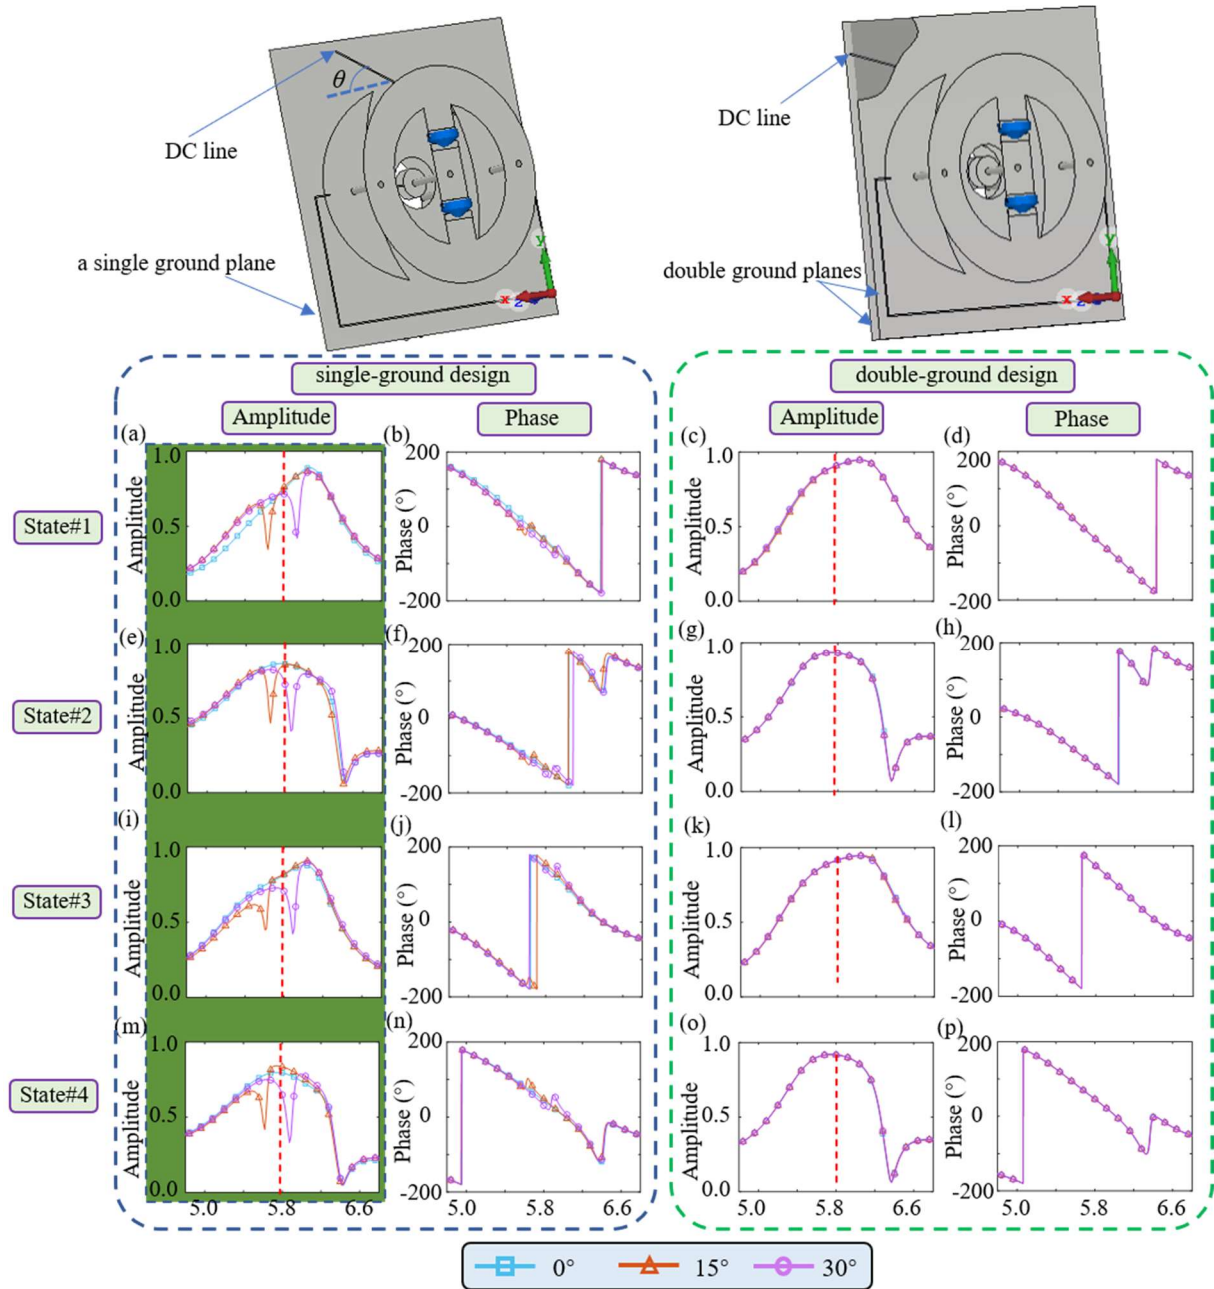 θ
DC line
DC line
a single ground plane
double ground planes
y
x
z
y
x
z
single-ground design
double-ground design
Amplitude
Phase
Amplitude
Phase
State#1
(a)
1.0
0.5
0.0
Amplitude
(b)
200
0
-200
Phase (°)
(c)
1.0
0.5
0.0
Amplitude
(d)
200
0
-200
Phase (°)
State#2
(e)
1.0
0.5
0.0
Amplitude
(f)
200
0
-200
Phase (°)
(g)
1.0
0.5
0.0
Amplitude
(h)
200
0
-200
Phase (°)
State#3
(i)
1.0
0.5
0.0
Amplitude
(j)
200
0
-200
Phase (°)
(k)
1.0
0.5
0.0
Amplitude
(l)
200
0
-200
Phase (°)
State#4
(m)
1.0
0.5
0.0
Amplitude
5.0 5.8 6.6
(n)
200
0
-200
Phase (°)
5.0 5.8 6.6
(o)
1.0
0.5
0.0
Amplitude
5.0 5.8 6.6
(p)
200
0
-200
Phase (°)
5.0 5.8 6.6
0° 15° 30°